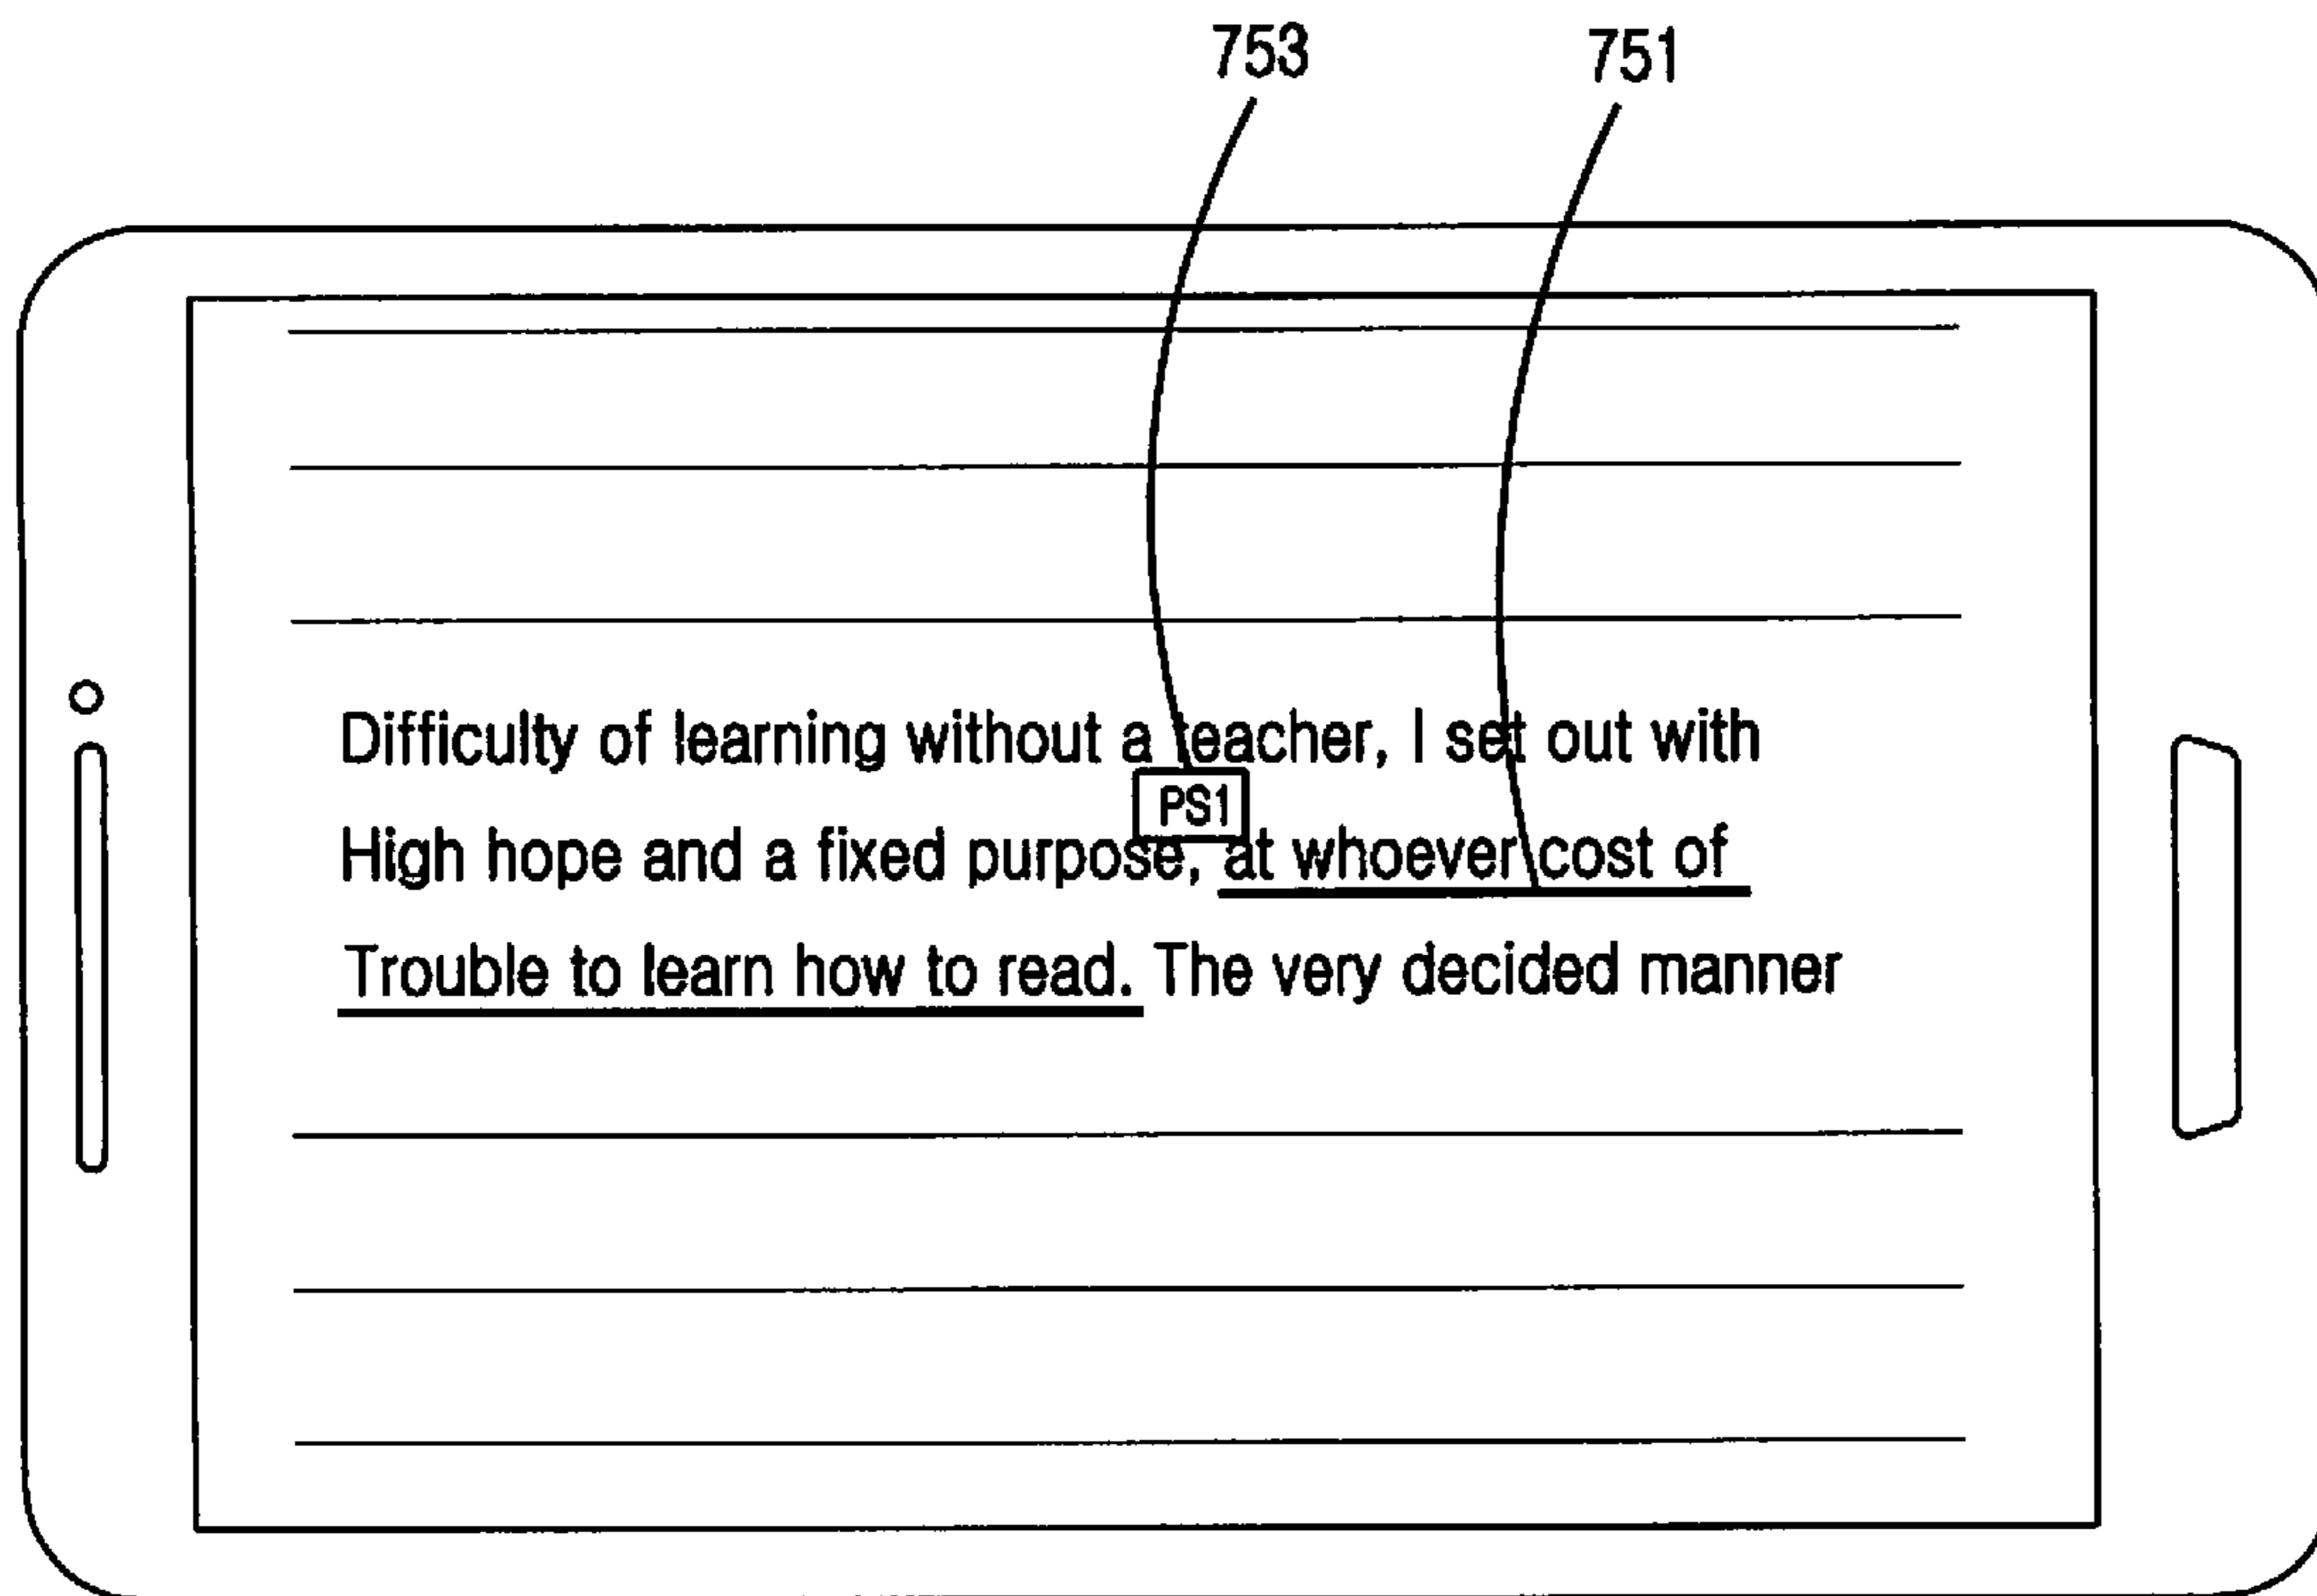 753 751
Difficulty of learning without a teacher, I set out with
PS1
High hope and a fixed purpose, at whoever cost of
Trouble to learn how to read. The very decided manner